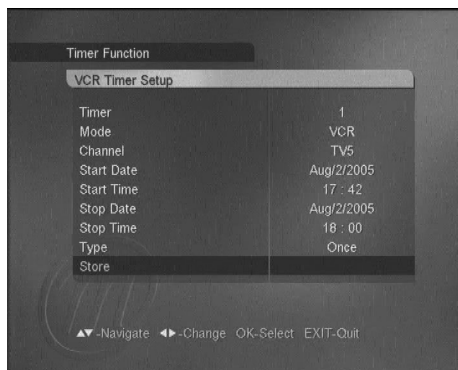 Timer Function
VCR Timer Setup
Timer 1
Mode VCR
Channel TV5
Start Date Aug/2/2005
Start Time 17 : 42
Stop Date Aug/2/2005
Stop Time 18 : 00
Type Once
Store
▲▼-Navigate ◀▶-Change OK-Select EXIT-Quit